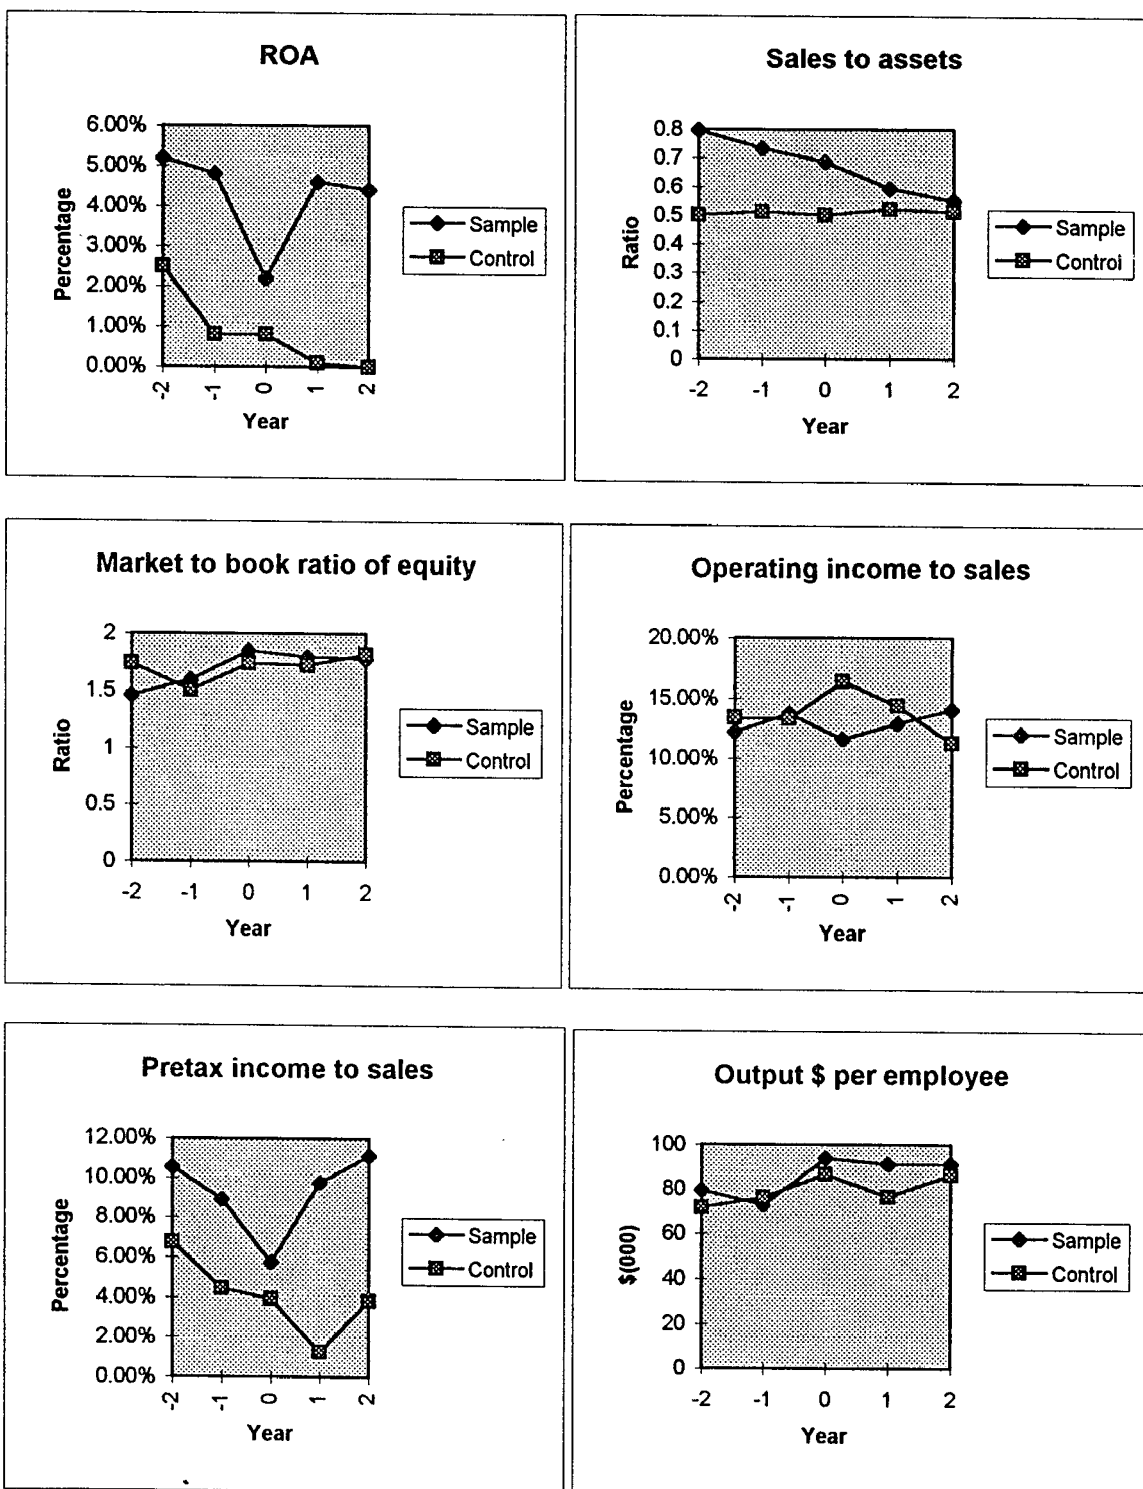 ROA
6.00%
5.00%
4.00%
3.00%
2.00%
1.00%
0.00%
Percentage
-2
-1
0
1
2
Year
Sample
Control
Sales to assets
0.8
0.7
0.6
0.5
0.4
0.3
0.2
0.1
0
Ratio
-2
-1
0
1
2
Year
Sample
Control
Market to book ratio of equity
2
1.5
1
0.5
0
Ratio
-2
-1
0
1
2
Year
Sample
Control
Operating income to sales
20.00%
15.00%
10.00%
5.00%
0.00%
Percentage
-2
-1
0
1
2
Year
Sample
Control
Pretax income to sales
12.00%
10.00%
8.00%
6.00%
4.00%
2.00%
0.00%
Percentage
-2
-1
0
1
2
Year
Sample
Control
Output $ per employee
100
80
60
40
20
0
$(000)
-2
-1
0
1
2
Year
Sample
Control